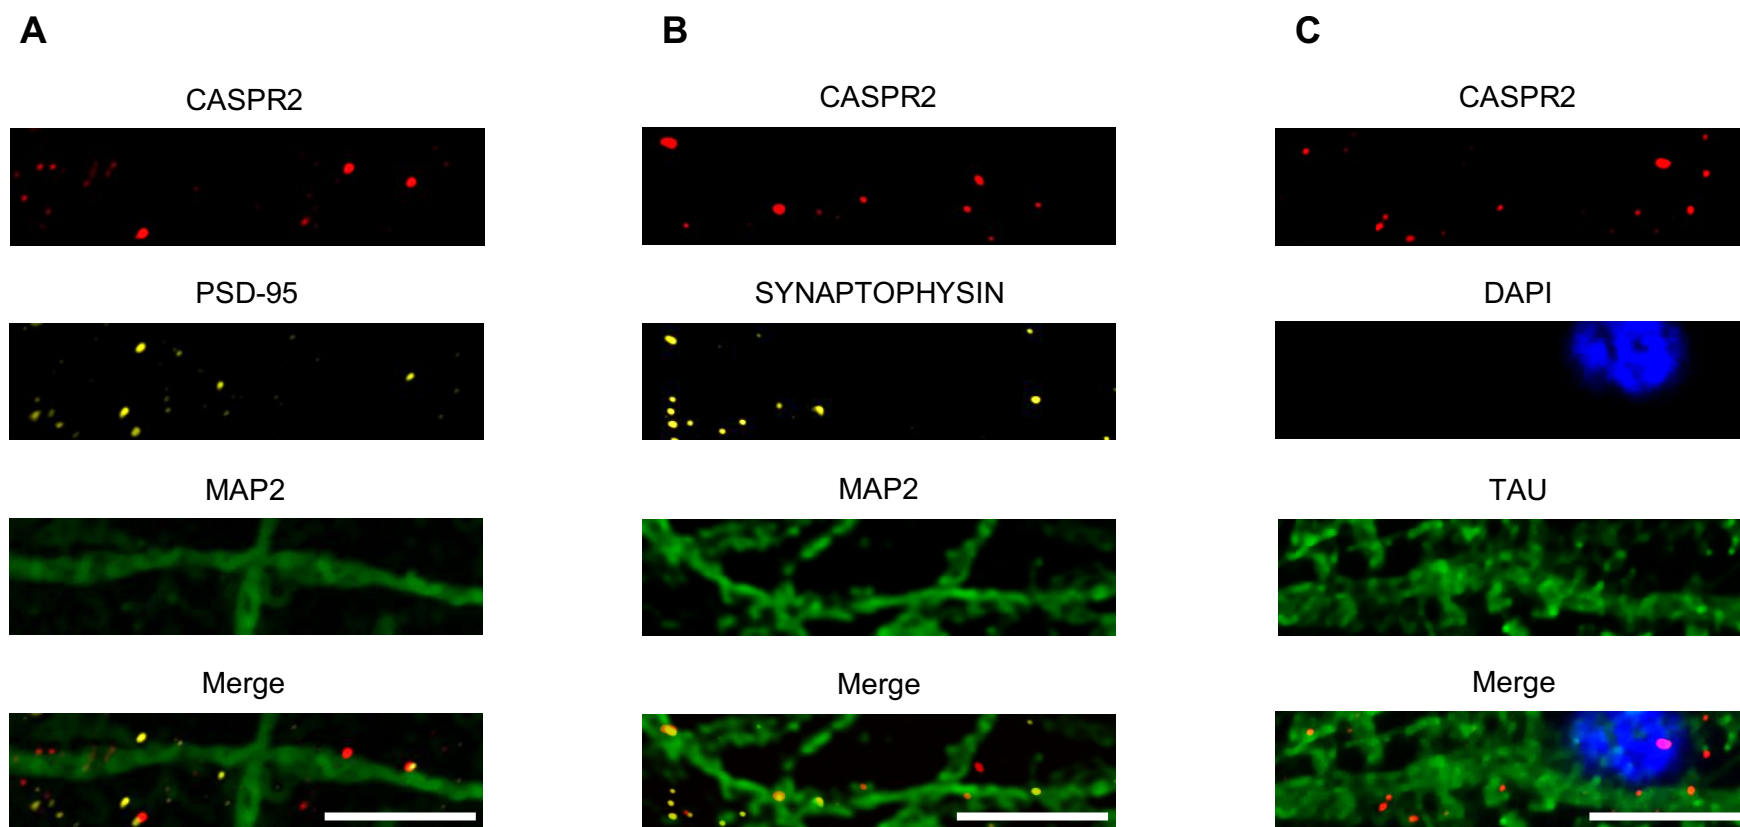 A
B
C
CASPR2
CASPR2
CASPR2
PSD-95
SYNAPTOPHYSIN
DAPI
MAP2
MAP2
TAU
Merge
Merge
Merge